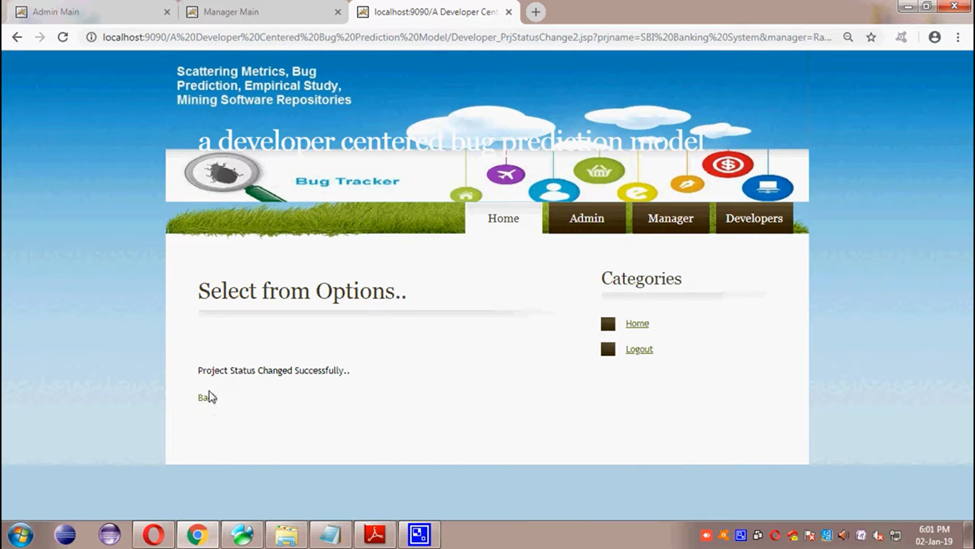 Admin Main
Manager Main
localhost:9090/A Developer Cent
localhost:9090/A%20Developer%20Centered%20Bug%20Prediction%20Model/Developer_PrjStatusChange2.jsp?prjname=SBI%20Banking%20System&manager=Ra...
Scattering Metrics, Bug
Prediction, Empirical Study,
Mining Software Repositories
a developer centered bug prediction model
Bug Tracker
Home
Admin
Manager
Developers
Select from Options..
Categories
Home
Logout
Project Status Changed Successfully..
6:01 PM
02-Jan-19